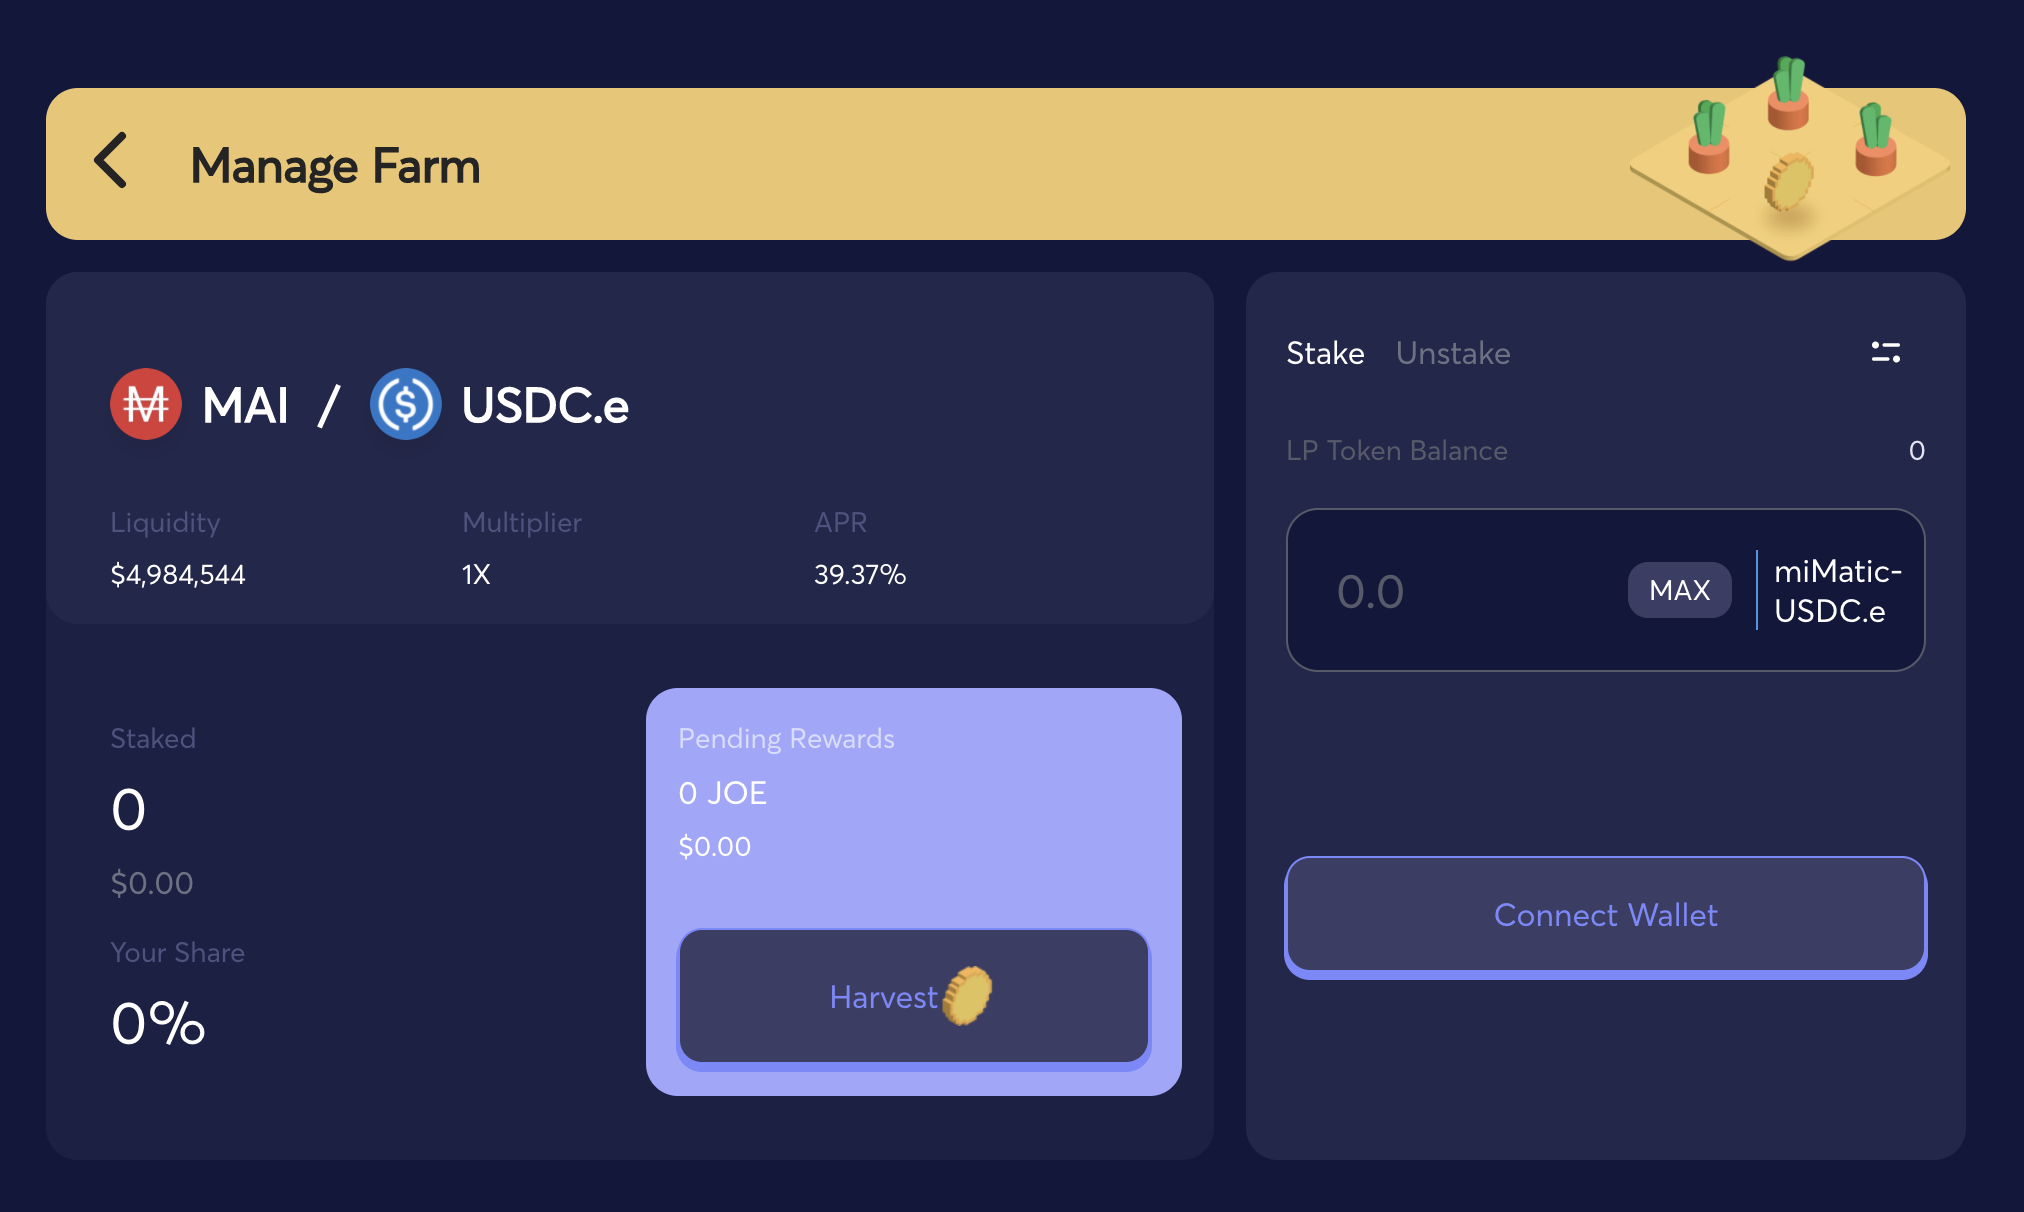 Manage Farm
MAI / USDC.e
Liquidity Multiplier APR
$4,984,544 1X 39.37%
Staked
0
$0.00
Your Share
0%
Pending Rewards
0 JOE
$0.00
Harvest
Stake Unstake
LP Token Balance 0
0.0 MAX miMatic-
USDC.e
Connect Wallet